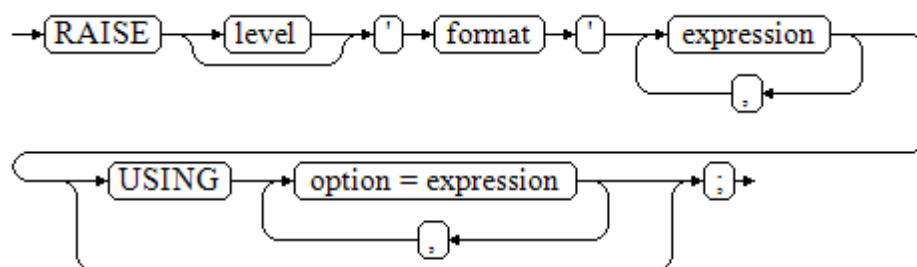 RAISE level ' format ' expression
,
USING option = expression ;
,